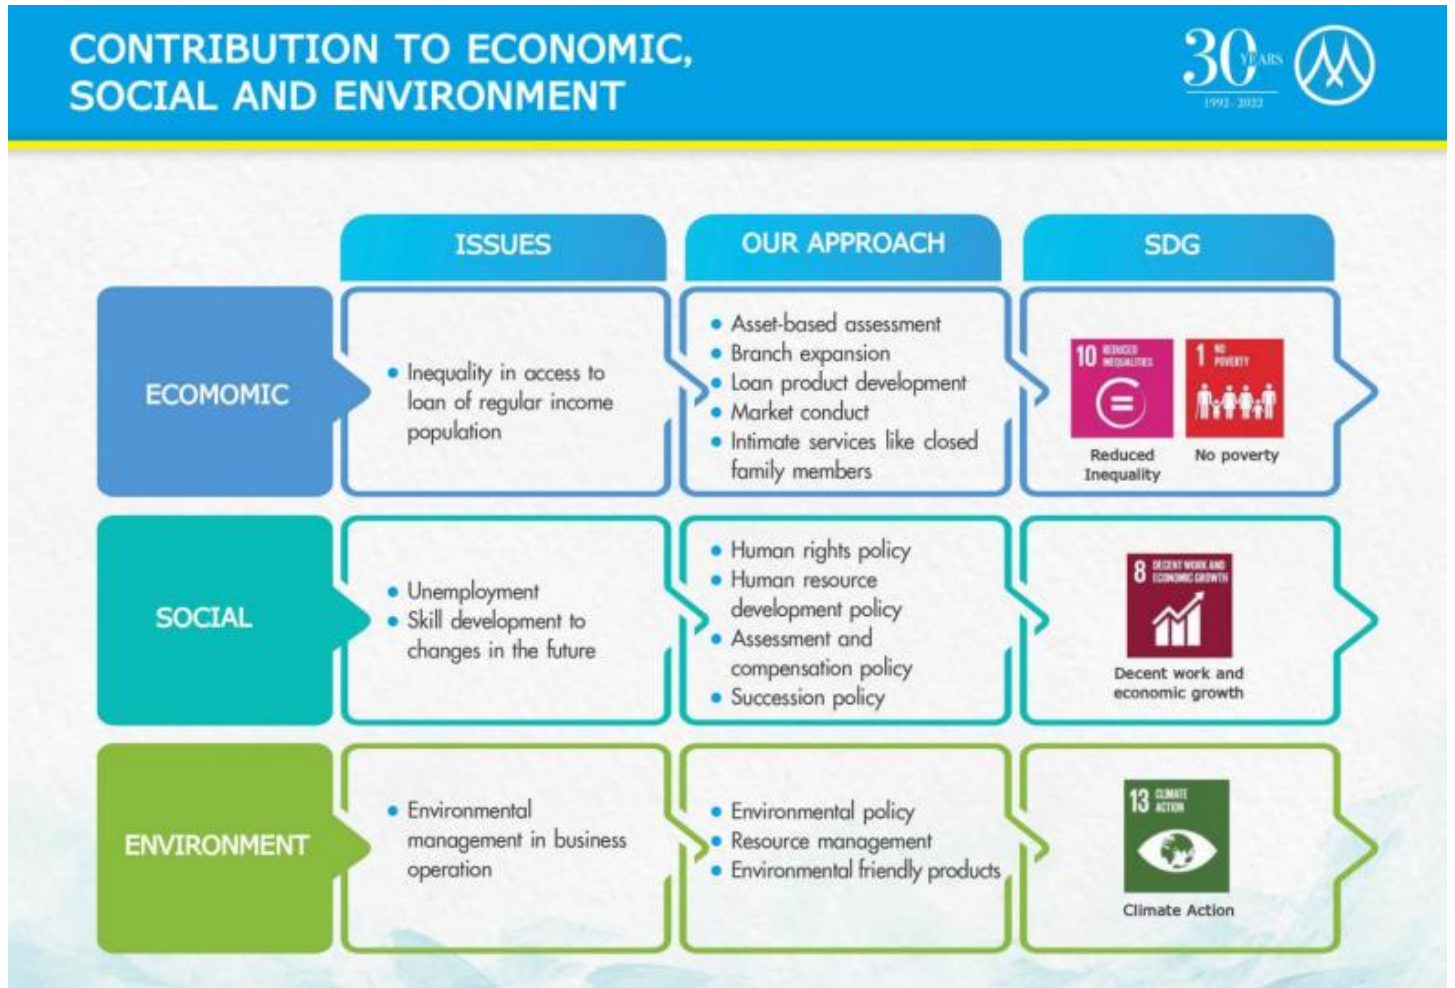 CONTRIBUTION TO ECONOMIC,
SOCIAL AND ENVIRONMENT
30
YEARS
1992 - 2022
ISSUES
OUR APPROACH
SDG
ECOMOMIC
• Inequality in access to
loan of regular income
population
• Asset-based assessment
• Branch expansion
• Loan product development
• Market conduct
• Intimate services like closed
family members
10 REDUCED
INEQUALITIES
Reduced
Inequality
1 NO
POVERTY
No poverty
SOCIAL
• Unemployment
• Skill development to
changes in the future
• Human rights policy
• Human resource
development policy
• Assessment and
compensation policy
• Succession policy
8 DECENT WORK AND
ECONOMIC GROWTH
Decent work and
economic growth
ENVIRONMENT
• Environmental
management in business
operation
• Environmental policy
• Resource management
• Environmental friendly products
13 CLIMATE
ACTION
Climate Action